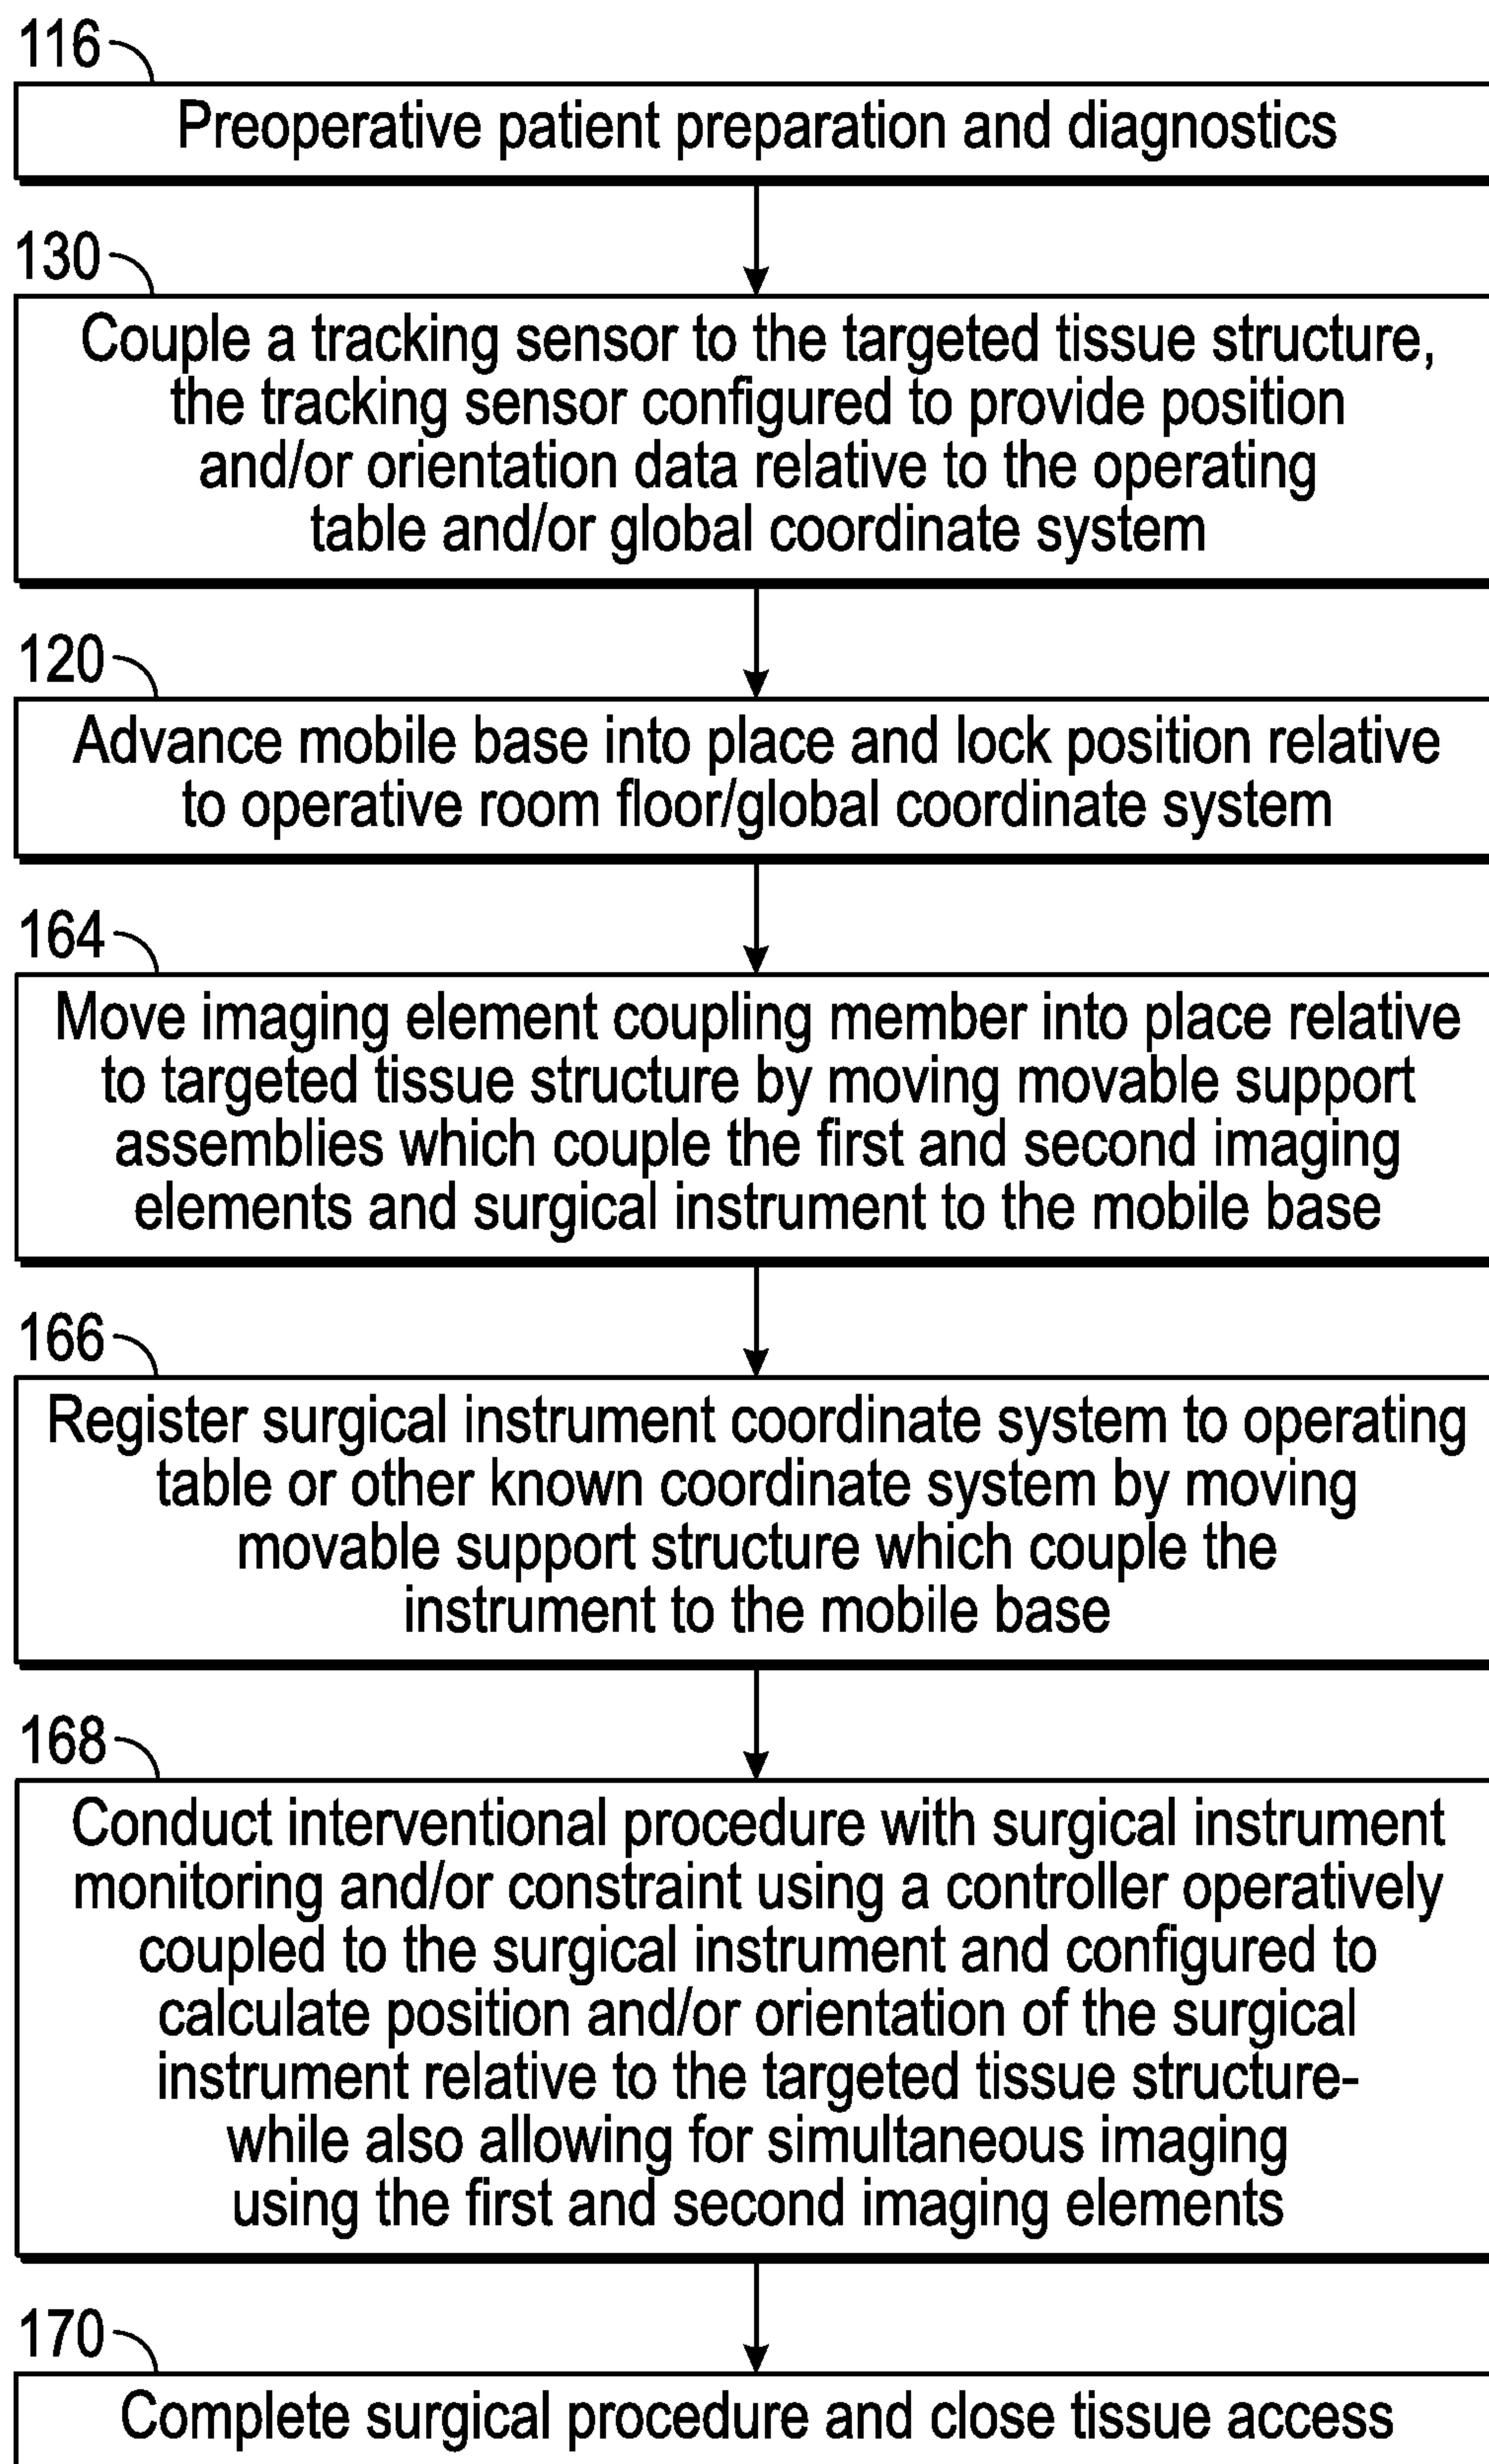 116
Preoperative patient preparation and diagnostics
130
Couple a tracking sensor to the targeted tissue structure,
the tracking sensor configured to provide position
and/or orientation data relative to the operating
table and/or global coordinate system
120
Advance mobile base into place and lock position relative
to operative room floor/global coordinate system
164
Move imaging element coupling member into place relative
to targeted tissue structure by moving movable support
assemblies which couple the first and second imaging
elements and surgical instrument to the mobile base
166
Register surgical instrument coordinate system to operating
table or other known coordinate system by moving
movable support structure which couple the
instrument to the mobile base
168
Conduct interventional procedure with surgical instrument
monitoring and/or constraint using a controller operatively
coupled to the surgical instrument and configured to
calculate position and/or orientation of the surgical
instrument relative to the targeted tissue structure-
while also allowing for simultaneous imaging
using the first and second imaging elements
170
Complete surgical procedure and close tissue access